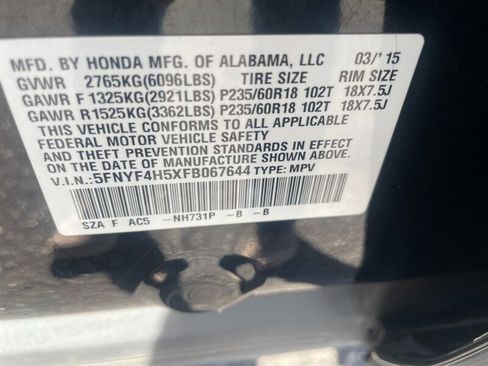 MFD. BY HONDA MFG. OF ALABAMA, LLC 03/'15
GVWR 2765KG(6096LBS) TIRE SIZE RIM SIZE
GAWR F 1325KG(2921LBS) P235/60R18 102T 18X7.5J
GAWR R1525KG(3362LBS) P235/60R18 102T 18X7.5J
THIS VEHICLE CONFORMS TO ALL APPLICABLE
FEDERAL MOTOR VEHICLE SAFETY
AND THEFT PREVENTION STANDARDS IN EFFECT
ON THE DATE OF MANUFACTURE SHOWN ABOVE.
V.I.N.:5FNYF4H5XFB067644 TYPE: MPV
SZA F AC5 -NH731P -B -B